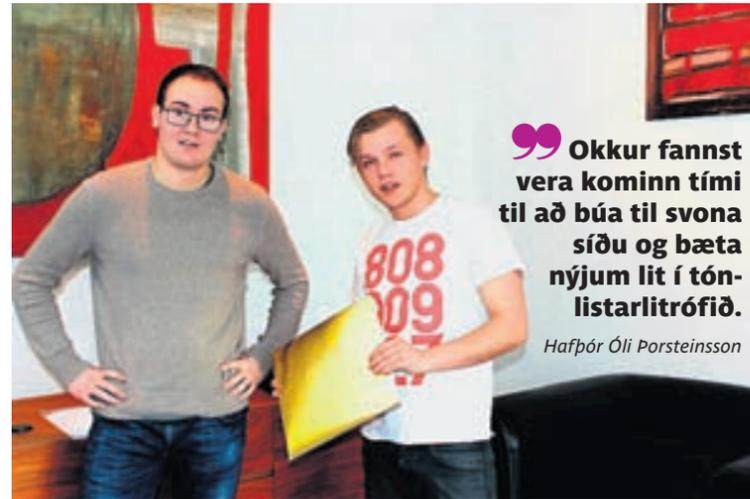 ” Okkur fannst
vera kominn tími
til að búa til svona
síðu og bæta
nýjum lit í tón-
listarlitrófið.
Hafþór Óli Þorsteinsson
808
909